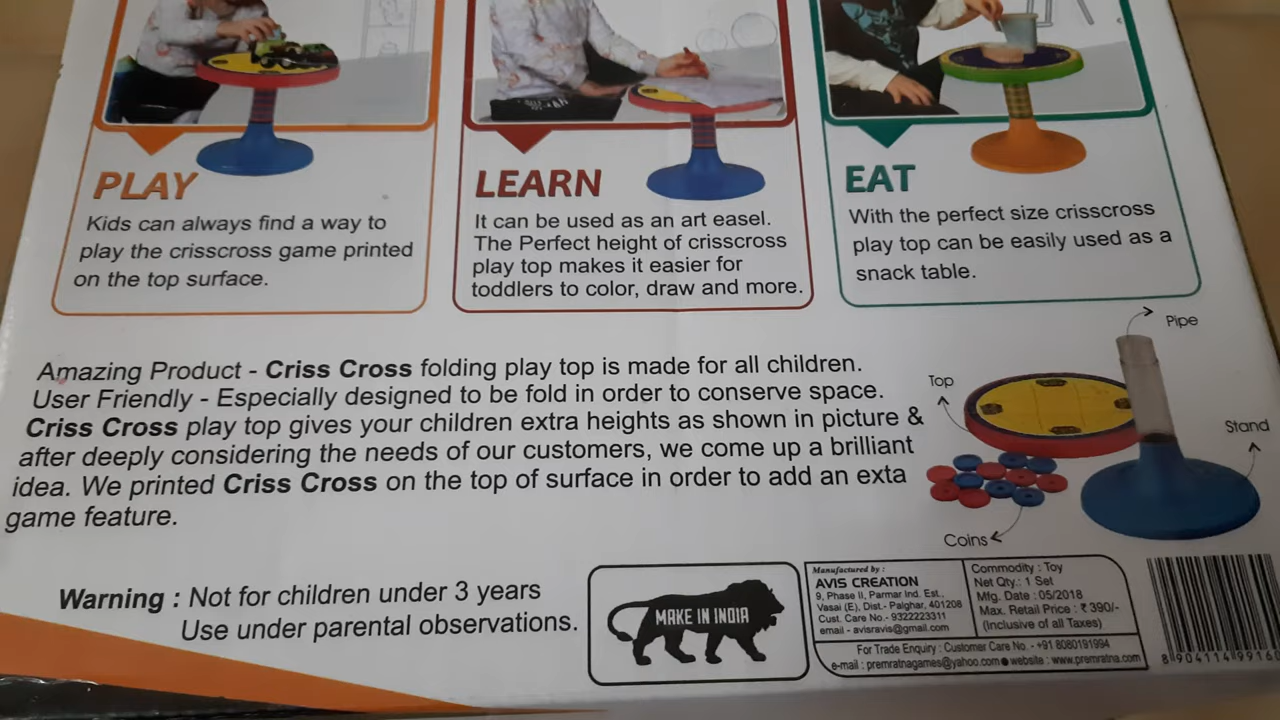 PLAY
Kids can always find a way to
play the crisscross game printed
on the top surface.
LEARN
It can be used as an art easel.
The Perfect height of crisscross
play top makes it easier for
toddlers to color, draw and more.
EAT
With the perfect size crisscross
play top can be easily used as a
snack table.
Amazing Product - Criss Cross folding play top is made for all children.
User Friendly - Especially designed to be fold in order to conserve space.
Criss Cross play top gives your children extra heights as shown in picture &
after deeply considering the needs of our customers, we come up a brilliant
idea. We printed Criss Cross on the top of surface in order to add an exta
game feature.
Pipe
Top
Stand
Coins
Warning : Not for children under 3 years
Use under parental observations.
MAKE IN INDIA
Manufactured by :
AVIS CREATION
9, Phase II, Parmar Ind. Est.,
Vasai (E), Dist.- Palghar, 401208
Cust. Care No.- 9322223311
email - avisravis@gmail.com
Commodity : Toy
Net Qty.: 1 Set
Mfg. Date : 05/2018
Max. Retail Price : ₹ 390/-
(Inclusive of all Taxes)
For Trade Enquiry : Customer Care No. - +91 8080191994
e-mail : premratnagames@yahoo.com ● website : www.premratna.com
8 904114 99160